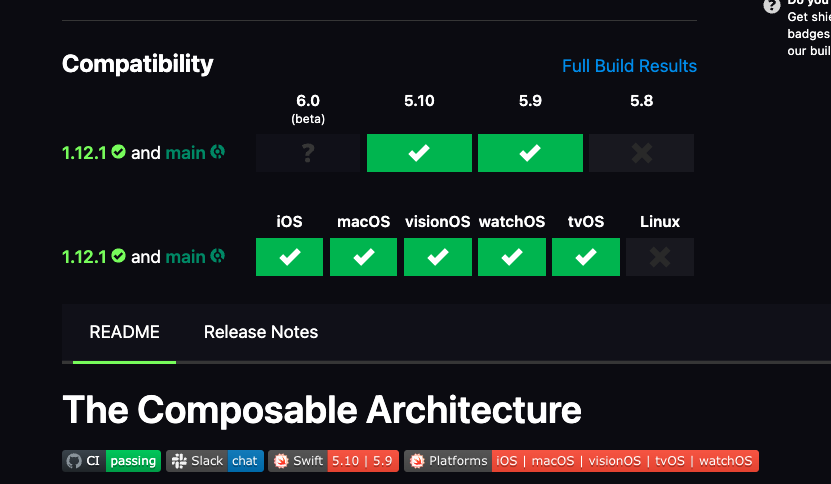 Do you
Get shie
badges
our buil
Compatibility
Full Build Results
6.0 5.10 5.9 5.8
(beta)
1.12.1 and main ?
iOS macOS visionOS watchOS tvOS Linux
1.12.1 and main
README Release Notes
The Composable Architecture
CI passing Slack chat Swift 5.10 | 5.9 Platforms iOS | macOS | visionOS | tvOS | watchOS